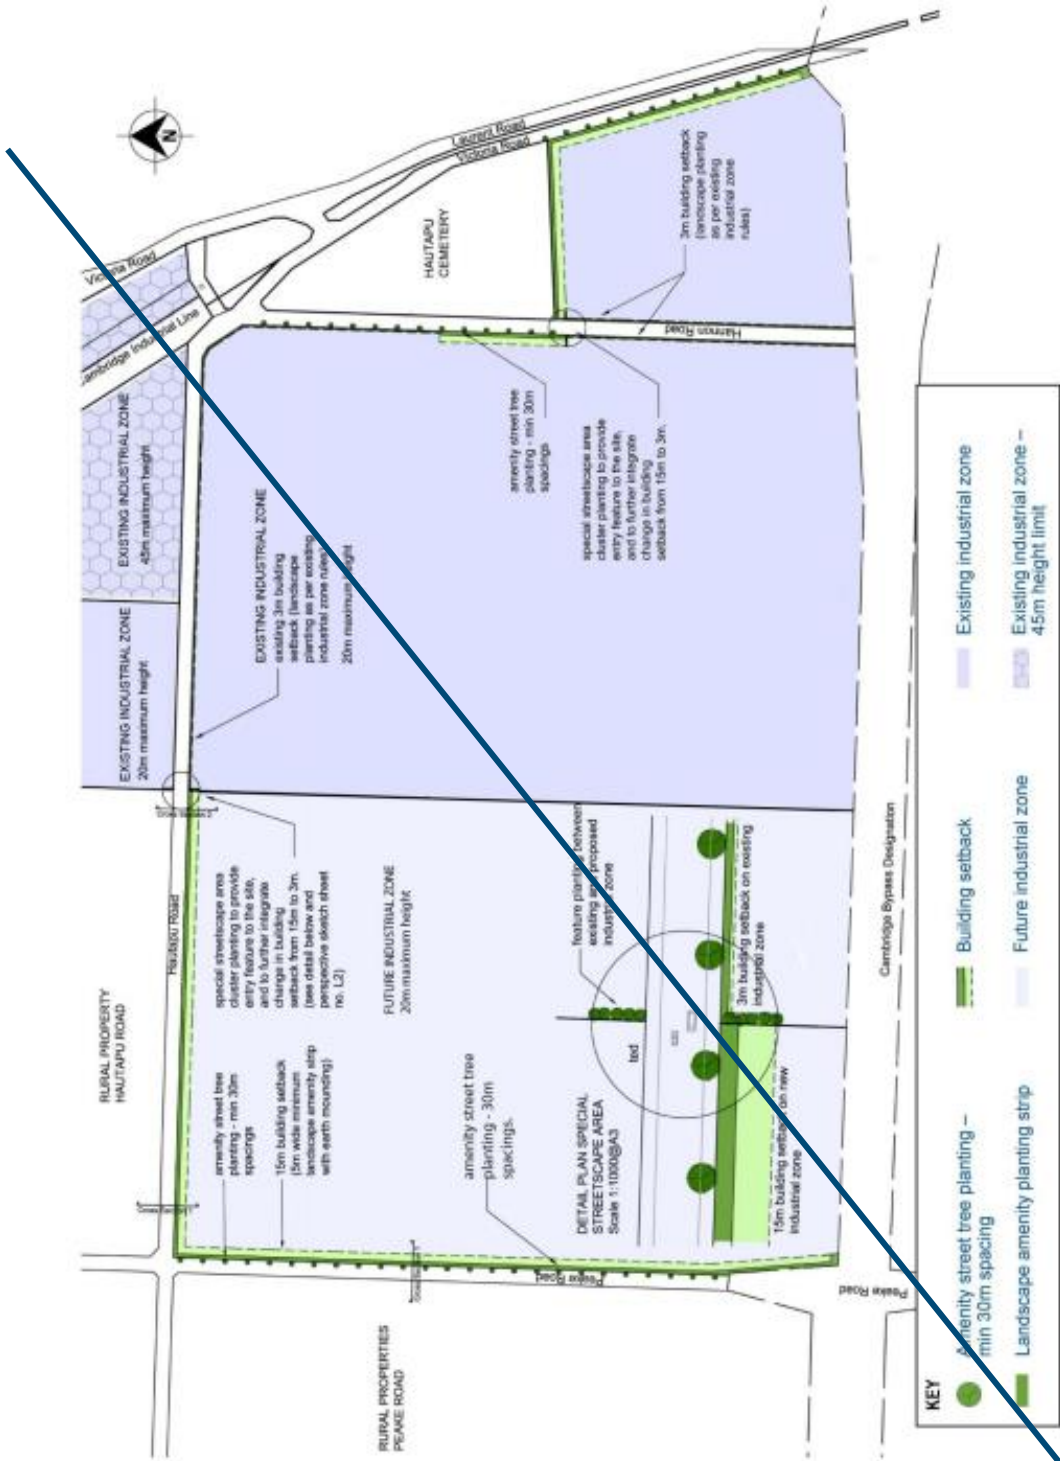 N
Laurent Road
Victoria Road
Victoria Road
Cambridge Industrial Line
HAUTAPU
CEMETERY
3m building setback
(landscape planting
as per existing
industrial zone
rules)
Hannon Road
EXISTING INDUSTRIAL ZONE
45m maximum height
EXISTING INDUSTRIAL ZONE
20m maximum height
EXISTING INDUSTRIAL ZONE
existing 3m building
setback (landscape
planting as per existing
industrial zone rules)
20m maximum height
amenity street tree
planting - min 30m
spacings
special streetscape area
cluster planting to provide
entry feature to the site,
and to further integrate
change in building
setback from 15m to 3m.
Hautapu Road
RURAL PROPERTY
HAUTAPU ROAD
special streetscape area
cluster planting to provide
entry feature to the site,
and to further integrate
change in building
setback from 15m to 3m.
(see detail below and
perspective sketch sheet
no. L2)
FUTURE INDUSTRIAL ZONE
20m maximum height
amenity street tree
planting - min 30m
spacings
15m building setback
(5m wide minimum
landscape amenity strip
with earth mounding)
amenity street tree
planting - 30m
spacings.
feature planting between
existing and proposed
industrial zone
ted
DETAIL PLAN SPECIAL
STREETSCAPE AREA
Scale 1:1000@A3
3m building setback on existing
industrial zone
15m building setback on new
industrial zone
Peake Road
Peake Road
RURAL PROPERTIES
PEAKE ROAD
Cambridge Bypass Designation
KEY
Amenity street tree planting –
min 30m spacing
Landscape amenity planting strip
Building setback
Future industrial zone
Existing industrial zone
Existing industrial zone –
45m height limit